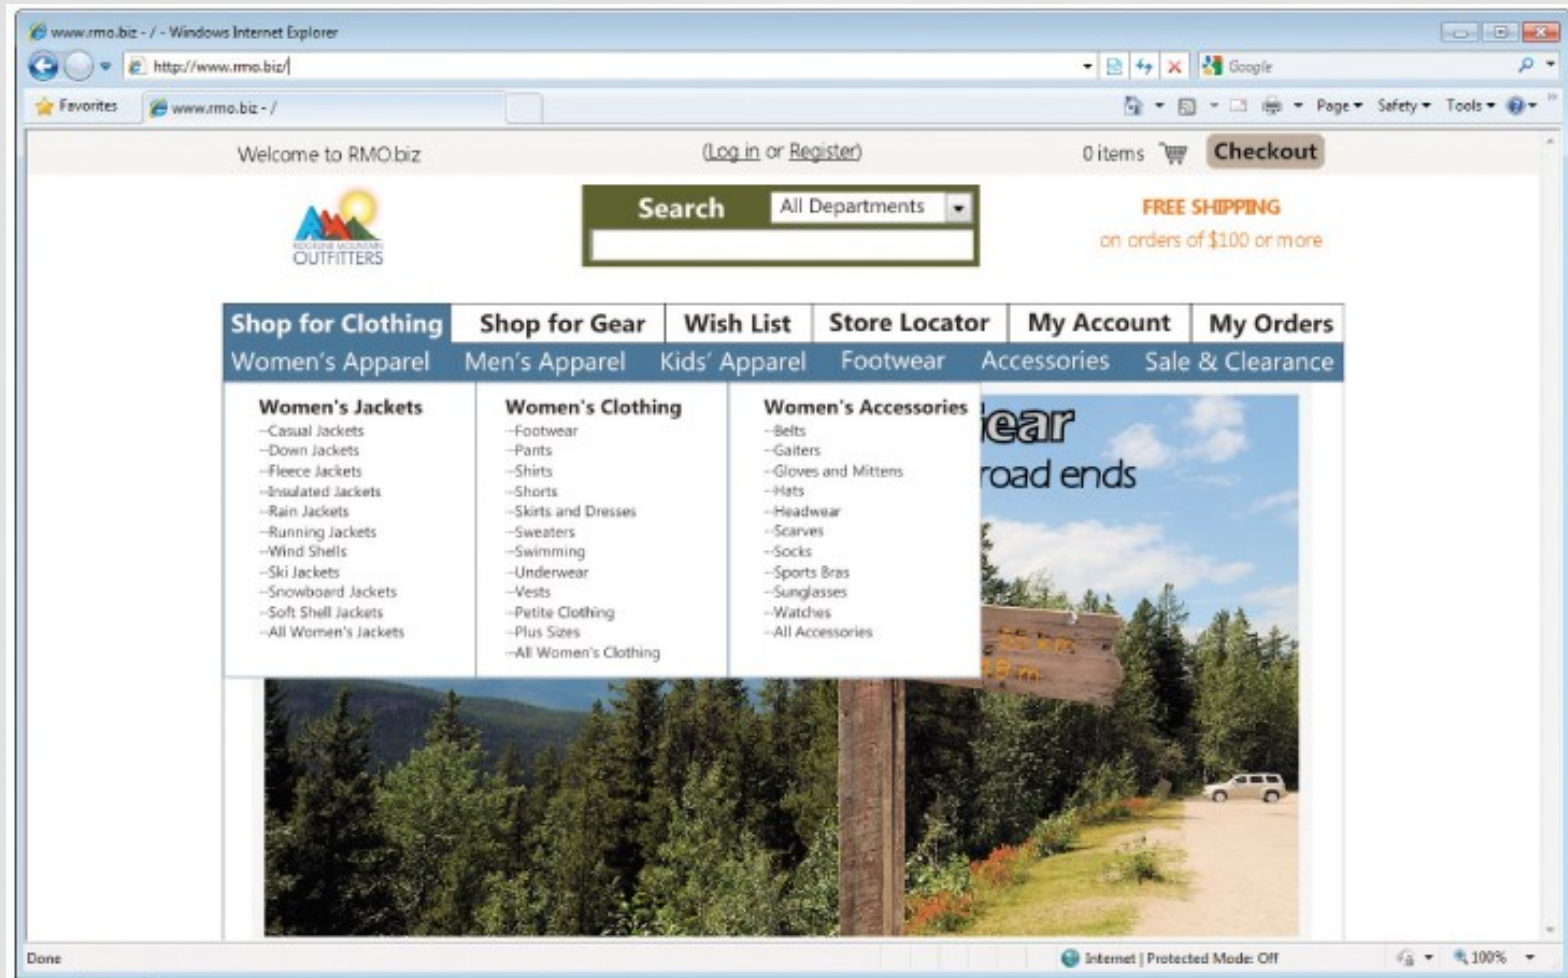 www.rmo.biz - / - Windows Internet Explorer
http://www.rmo.biz/
Google
Favorites
www.rmo.biz - /
Page
Safety
Tools
Welcome to RMO.biz
(Log in or Register)
0 items
Checkout
RIDGELINE MOUNTAIN
OUTFITTERS
Search
All Departments
FREE SHIPPING
on orders of $100 or more
Shop for Clothing
Shop for Gear
Wish List
Store Locator
My Account
My Orders
Women's Apparel
Men's Apparel
Kids' Apparel
Footwear
Accessories
Sale & Clearance
Women's Jackets
--Casual Jackets
--Down Jackets
--Fleece Jackets
--Insulated Jackets
--Rain Jackets
--Running Jackets
--Wind Shells
--Ski Jackets
--Snowboard Jackets
--Soft Shell Jackets
--All Women's Jackets
Women's Clothing
--Footwear
--Pants
--Shirts
--Shorts
--Skirts and Dresses
--Sweaters
--Swimming
--Underwear
--Vests
--Petite Clothing
--Plus Sizes
--All Women's Clothing
Women's Accessories
--Belts
--Gaiters
--Gloves and Mittens
--Hats
--Headwear
--Scarves
--Socks
--Sports Bras
--Sunglasses
--Watches
--All Accessories
Gear
road ends
Done
Internet | Protected Mode: Off
100%